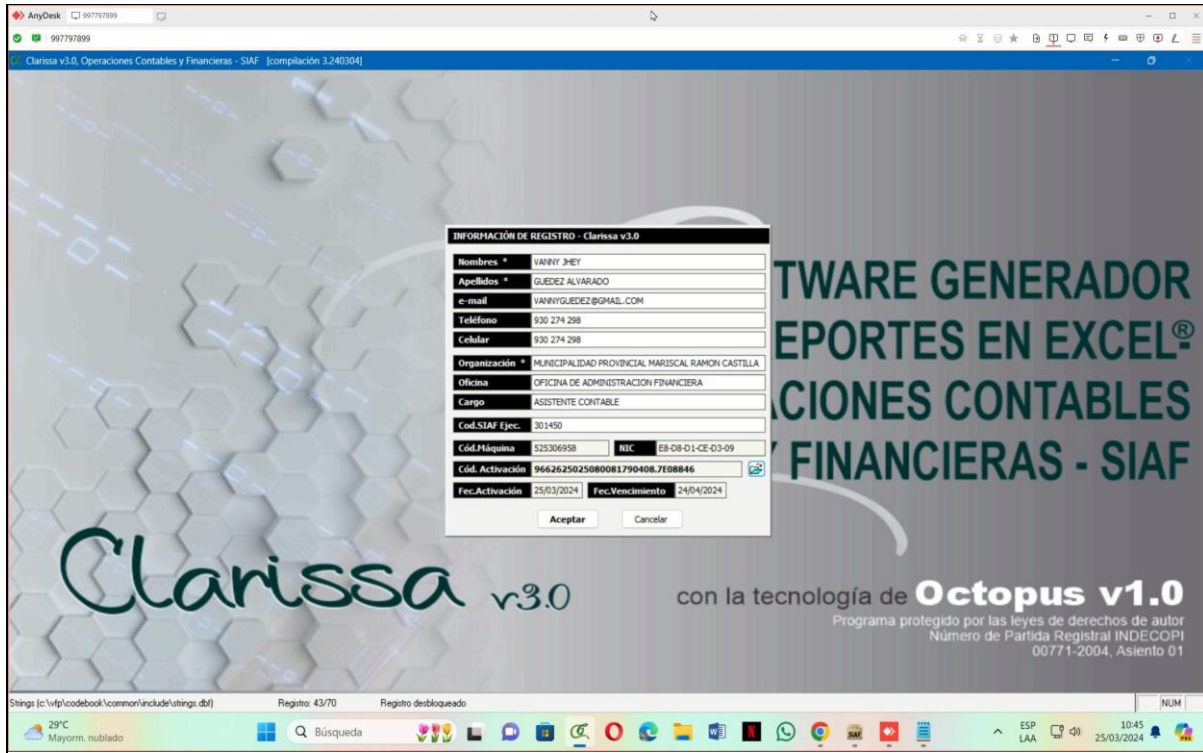 AnyDesk 997797899
997797899
Clarissa v3.0, Operaciones Contables y Financieras - SIAF [compilación 3.240304]
INFORMACIÓN DE REGISTRO - Clarissa v3.0
Nombres * VANNY JHEY
Apellidos * GUEDEZ ALVARADO
e-mail VANNYGUEDEZ@GMAIL.COM
Teléfono 930 274 298
Celular 930 274 298
Organización * MUNICIPALIDAD PROVINCIAL MARISCAL RAMON CASTILLA
Oficina OFICINA DE ADMINISTRACION FINANCIERA
Cargo ASISTENTE CONTABLE
Cod.SIAF Ejec. 301450
Cód.Máquina 525306958 NIC E8-D8-D1-CE-D3-09
Cód. Activación 9662625025080081790408.7E08846
Fec.Activación 25/03/2024 Fec.Vencimiento 24/04/2024
Aceptar Cancelar
TWARE GENERADOR
EPORTES EN EXCEL®
ACIONES CONTABLES
Y FINANCIERAS - SIAF
Clarissa v3.0
con la tecnología de Octopus v1.0
Programa protegido por las leyes de derechos de autor
Número de Partida Registral INDECOPI
00771-2004, Asiento 01
Strings (c:\vfp\codebook\common\include\strings.dbf) Registro: 43/70 Registro desbloqueado NUM
29°C
Mayorm. nublado
Búsqueda
SIAF
ESP
LAA
10:45
25/03/2024